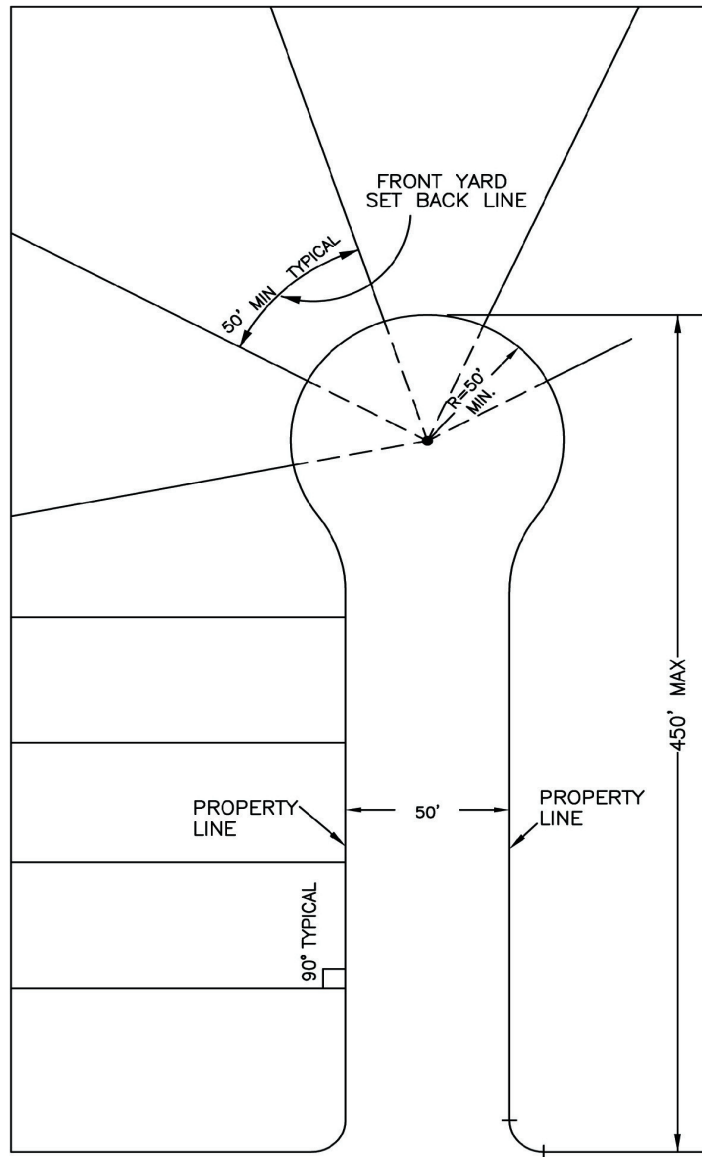 FRONT YARD
SET BACK LINE
50' MIN TYPICAL
R=50'
MIN.
450' MAX
PROPERTY
LINE
50'
PROPERTY
LINE
90° TYPICAL